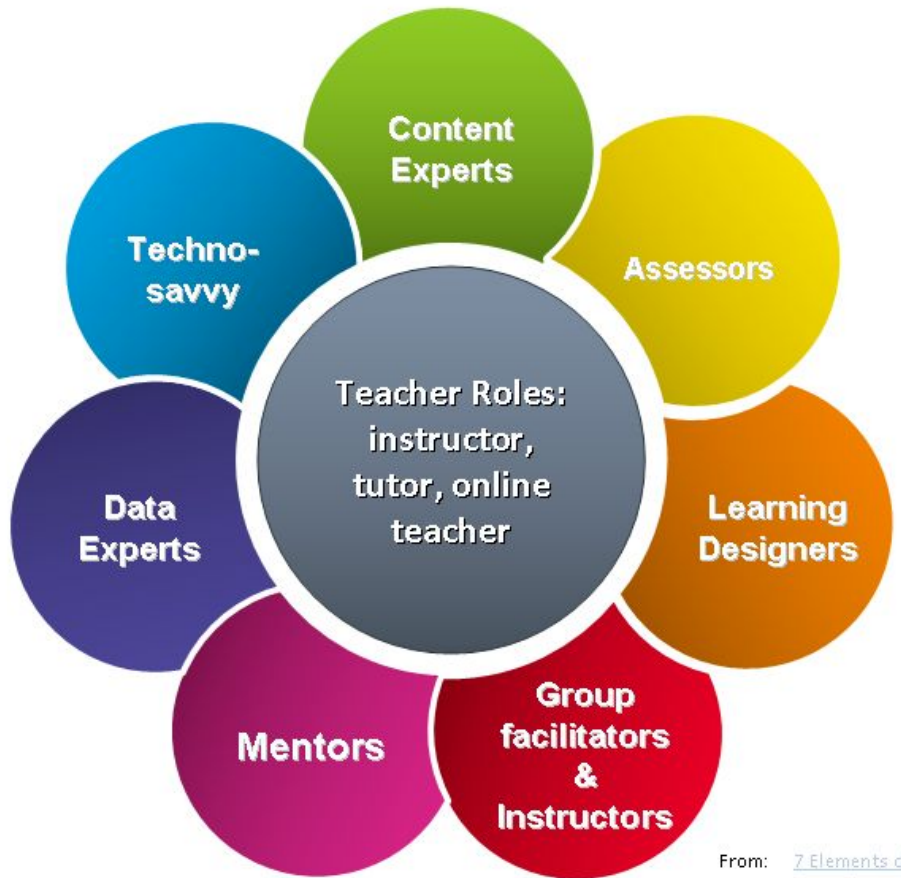 Content
Experts
Assessors
Learning
Designers
Group
facilitators
&
Instructors
Mentors
Data
Experts
Techno-
savvy
Teacher Roles:
instructor,
tutor, online
teacher
From: 7 Elements